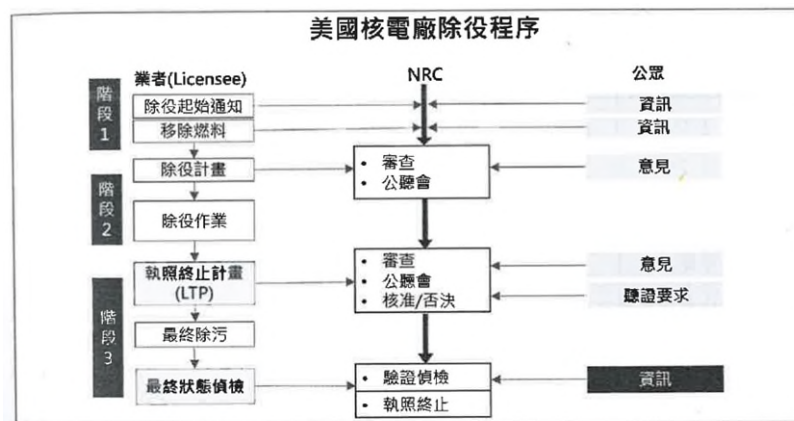 美國核電廠除役程序
業者(Licensee)
NRC
公眾
階段1
除役起始通知
資訊
移除燃料
資訊
除役計畫
• 審查
• 公聽會
意見
階段2
除役作業
階段3
執照終止計畫
(LTP)
• 審查
• 公聽會
• 核准/否決
意見
聽證要求
最終除污
最終狀態偵檢
• 驗證偵檢
• 執照終止
資訊